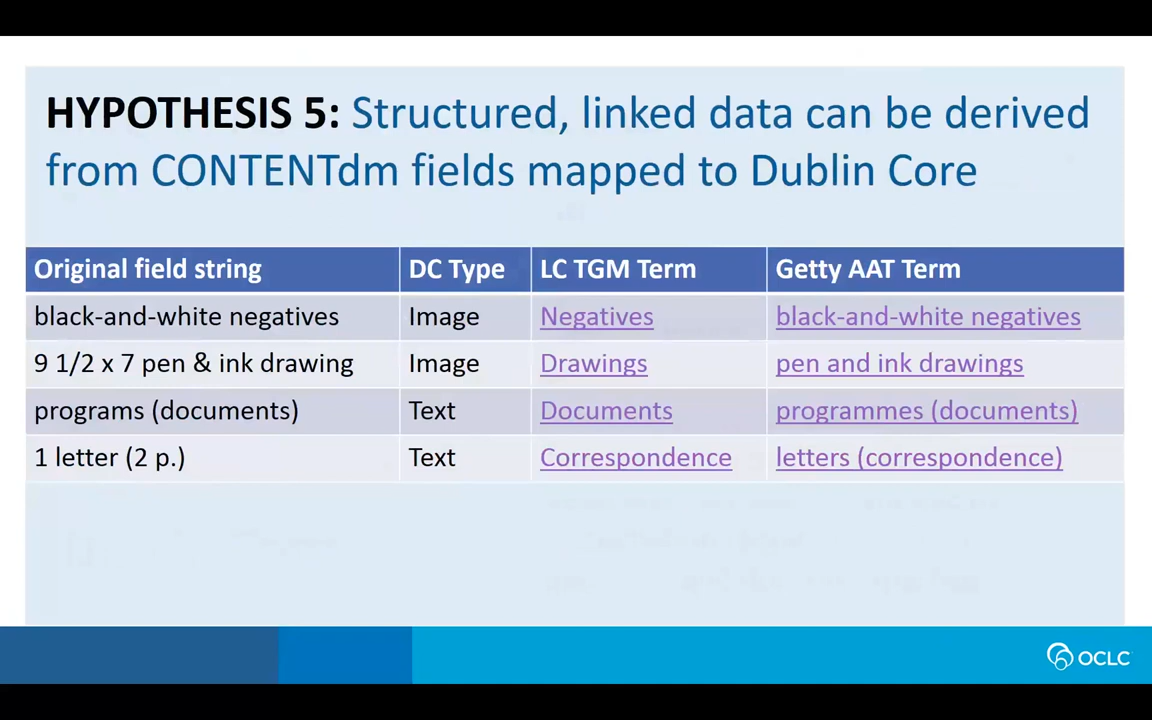 HYPOTHESIS 5: Structured, linked data can be derived
from CONTENTdm fields mapped to Dublin Core
Original field string DC Type LC TGM Term Getty AAT Term
black-and-white negatives Image Negatives black-and-white negatives
9 1/2 x 7 pen & ink drawing Image Drawings pen and ink drawings
programs (documents) Text Documents programmes (documents)
1 letter (2 p.) Text Correspondence letters (correspondence)
OCLC